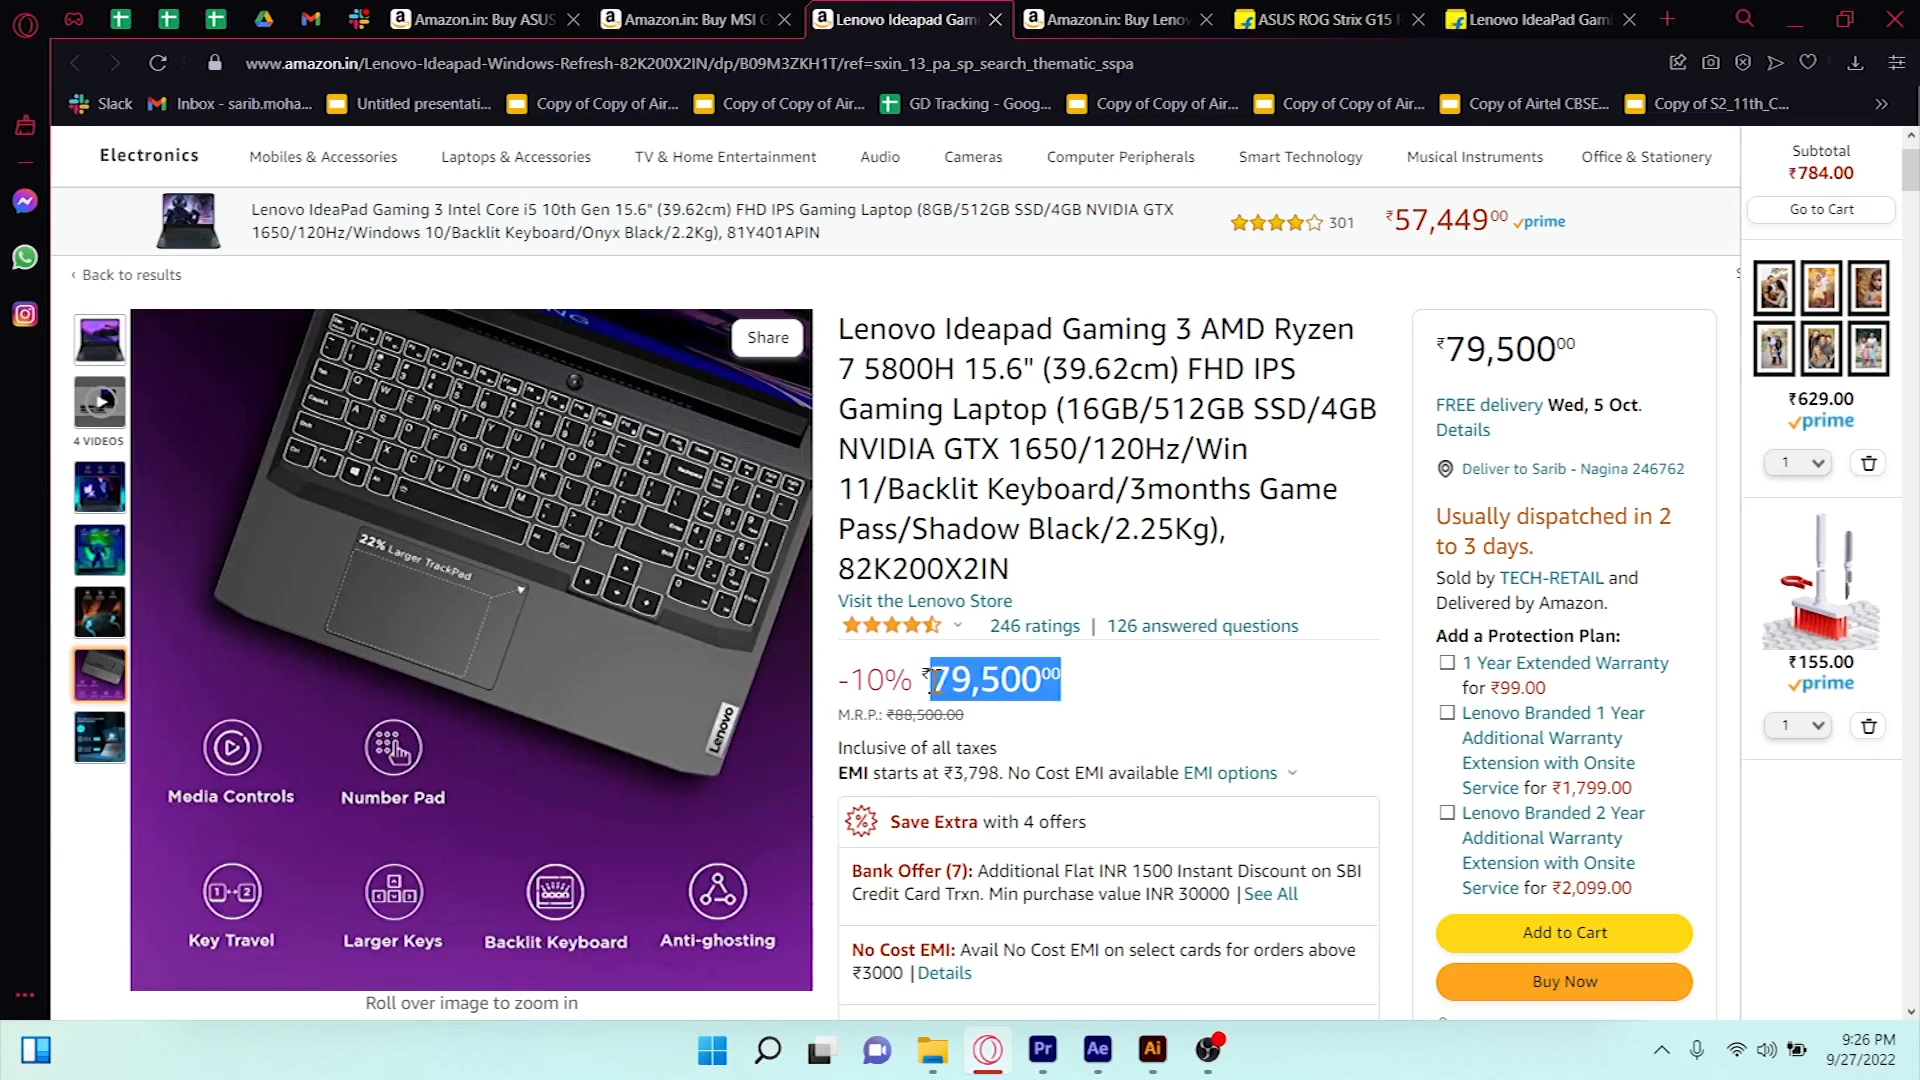 Amazon.in: Buy ASUS
Amazon.in: Buy MSI G
Lenovo Ideapad Gam
Amazon.in: Buy Lenov
ASUS ROG Strix G15 R
Lenovo IdeaPad Gam
www.amazon.in/Lenovo-Ideapad-Windows-Refresh-82K200X2IN/dp/B09M3ZKH1T/ref=sxin_13_pa_sp_search_thematic_sspa
Slack
Inbox - sarib.moha...
Untitled presentati...
Copy of Copy of Air...
Copy of Copy of Air...
GD Tracking - Goog...
Copy of Copy of Air...
Copy of Copy of Air...
Copy of Airtel CBSE...
Copy of S2_11th_C...
Electronics
Mobiles & Accessories
Laptops & Accessories
TV & Home Entertainment
Audio
Cameras
Computer Peripherals
Smart Technology
Musical Instruments
Office & Stationery
Subtotal
₹784.00
Go to Cart
Lenovo IdeaPad Gaming 3 Intel Core i5 10th Gen 15.6" (39.62cm) FHD IPS Gaming Laptop (8GB/512GB SSD/4GB NVIDIA GTX
1650/120Hz/Windows 10/Backlit Keyboard/Onyx Black/2.2Kg), 81Y401APIN
301
₹57,44900
prime
‹ Back to results
Share
4 VIDEOS
22% Larger TrackPad
Lenovo
Media Controls
Number Pad
Key Travel
Larger Keys
Backlit Keyboard
Anti-ghosting
Roll over image to zoom in
Lenovo Ideapad Gaming 3 AMD Ryzen
7 5800H 15.6" (39.62cm) FHD IPS
Gaming Laptop (16GB/512GB SSD/4GB
NVIDIA GTX 1650/120Hz/Win
11/Backlit Keyboard/3months Game
Pass/Shadow Black/2.25Kg),
82K200X2IN
Visit the Lenovo Store
246 ratings | 126 answered questions
-10% ₹79,50000
M.R.P.: ₹88,500.00
Inclusive of all taxes
EMI starts at ₹3,798. No Cost EMI available EMI options
Save Extra with 4 offers
Bank Offer (7): Additional Flat INR 1500 Instant Discount on SBI
Credit Card Trxn. Min purchase value INR 30000 | See All
No Cost EMI: Avail No Cost EMI on select cards for orders above
₹3000 | Details
₹79,50000
FREE delivery Wed, 5 Oct.
Details
Deliver to Sarib - Nagina 246762
Usually dispatched in 2
to 3 days.
Sold by TECH-RETAIL and
Delivered by Amazon.
Add a Protection Plan:
1 Year Extended Warranty
for ₹99.00
Lenovo Branded 1 Year
Additional Warranty
Extension with Onsite
Service for ₹1,799.00
Lenovo Branded 2 Year
Additional Warranty
Extension with Onsite
Service for ₹2,099.00
Add to Cart
Buy Now
₹629.00
prime
1
₹155.00
prime
1
Pr
Ae
Ai
9:26 PM
9/27/2022